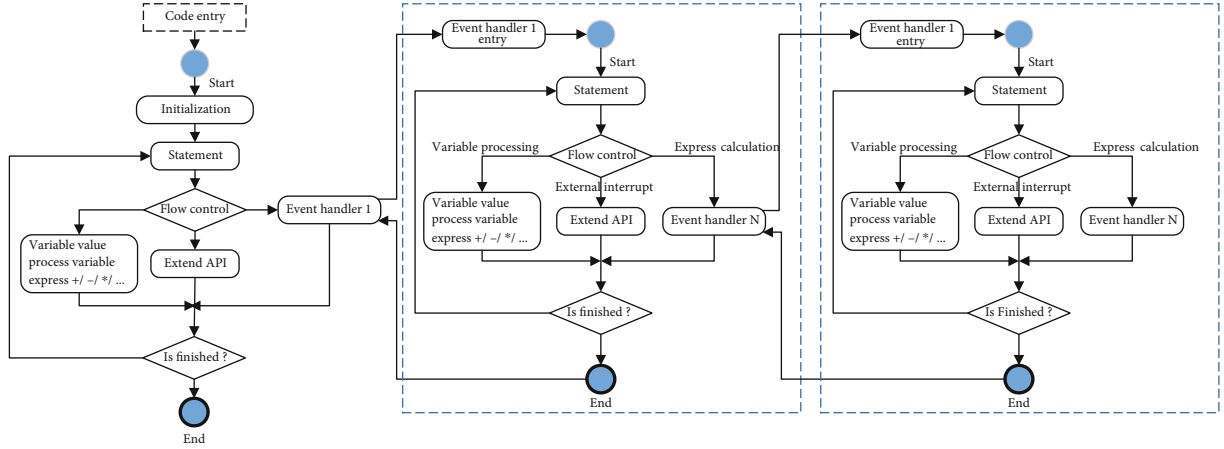 Code entry
Start
Initialization
Statement
Flow control
Event handler 1
Variable value
process variable
express +/ –/ */ ...
Extend API
Is finished ?
End
Event handler 1
entry
Start
Statement
Variable processing
Flow control
Express calculation
External interrupt
Variable value
process variable
express +/ –/ */ ...
Extend API
Event handler N
Is finished ?
End
Event handler 1
entry
Start
Statement
Variable processing
Flow control
Express calculation
External interrupt
Variable value
process variable
express +/ –/ */ ...
Extend API
Event handler N
Is Finished ?
End